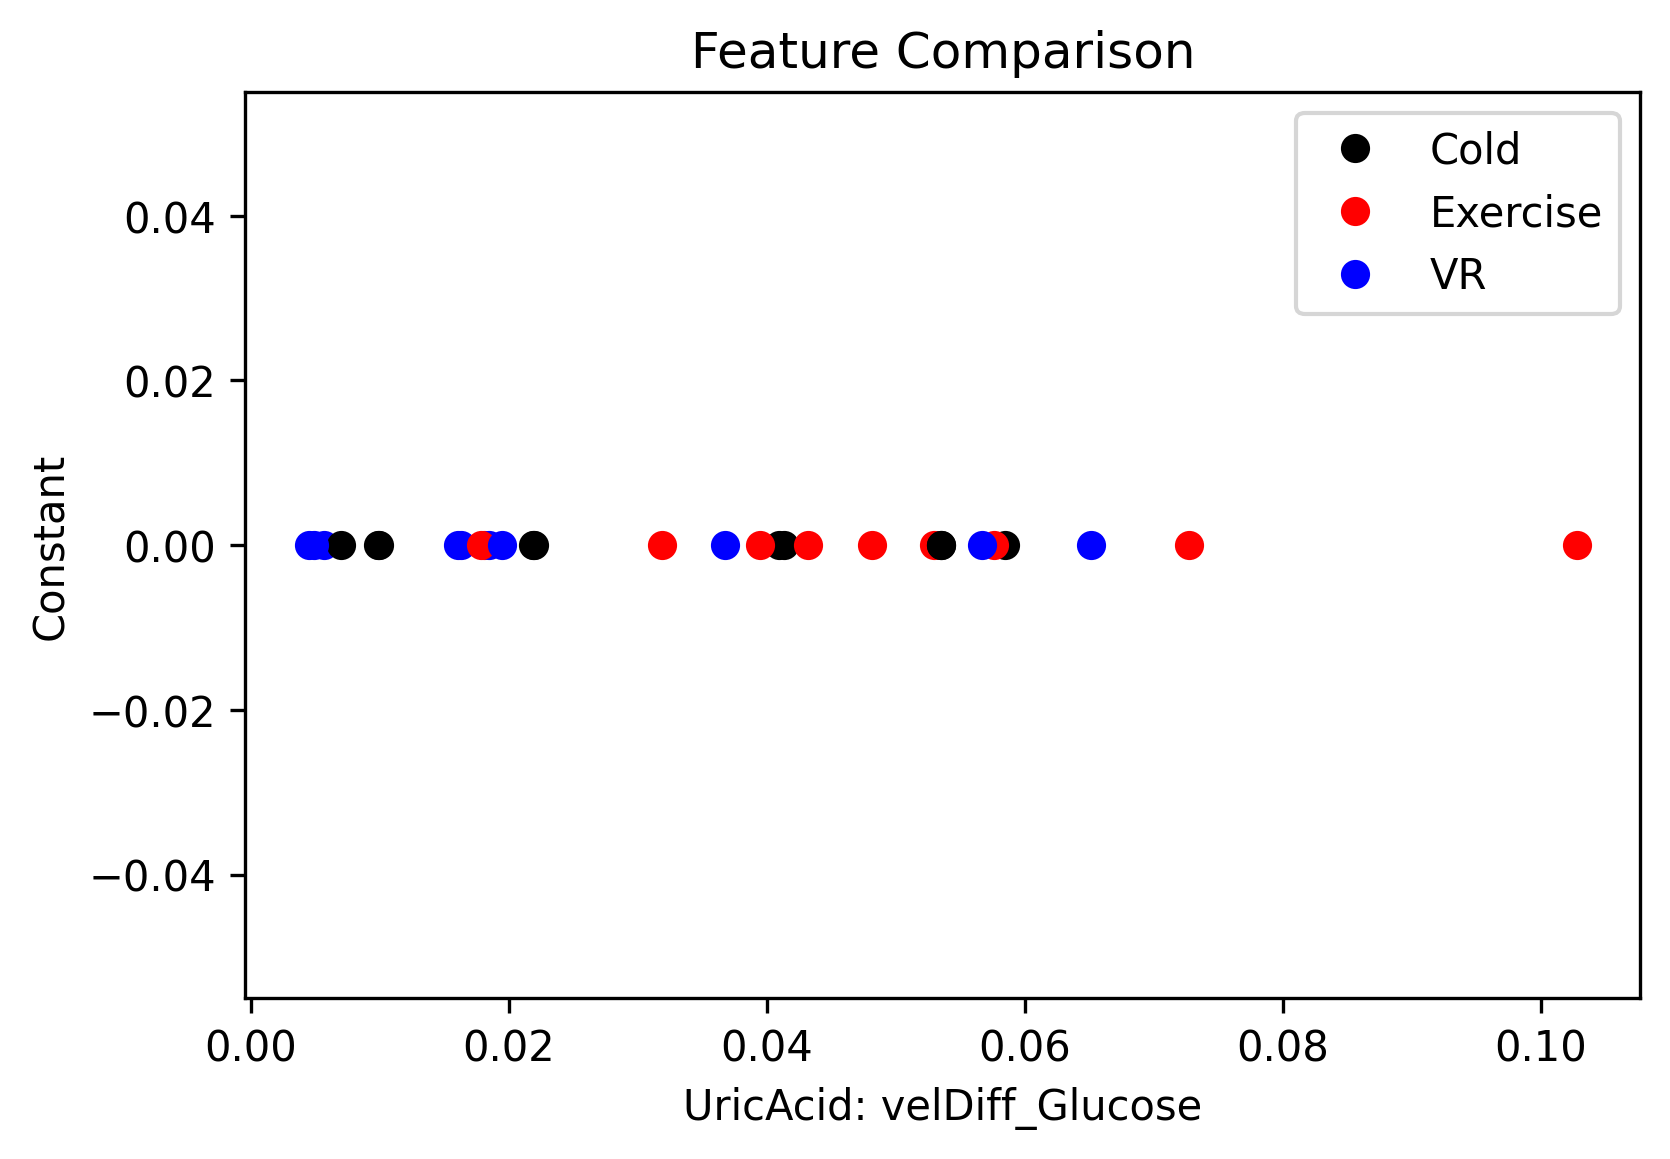 Feature Comparison
Cold
Exercise
VR
0.04
0.02
0.00
−0.02
−0.04
Constant
0.00 0.02 0.04 0.06 0.08 0.10
UricAcid: velDiff_Glucose